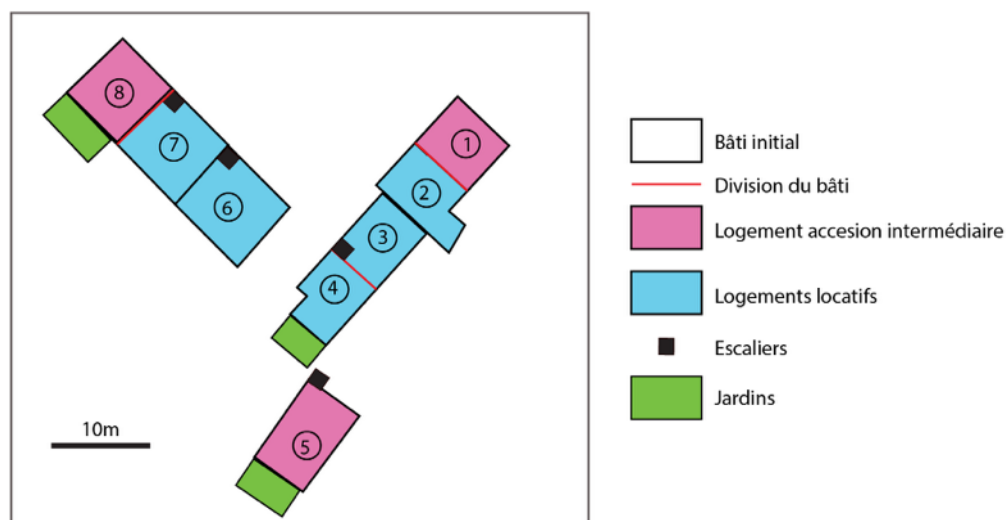 8
7
6
1
2
3
4
5
10m
Bâti initial
Division du bâti
Logement accesion intermédiaire
Logements locatifs
Escaliers
Jardins